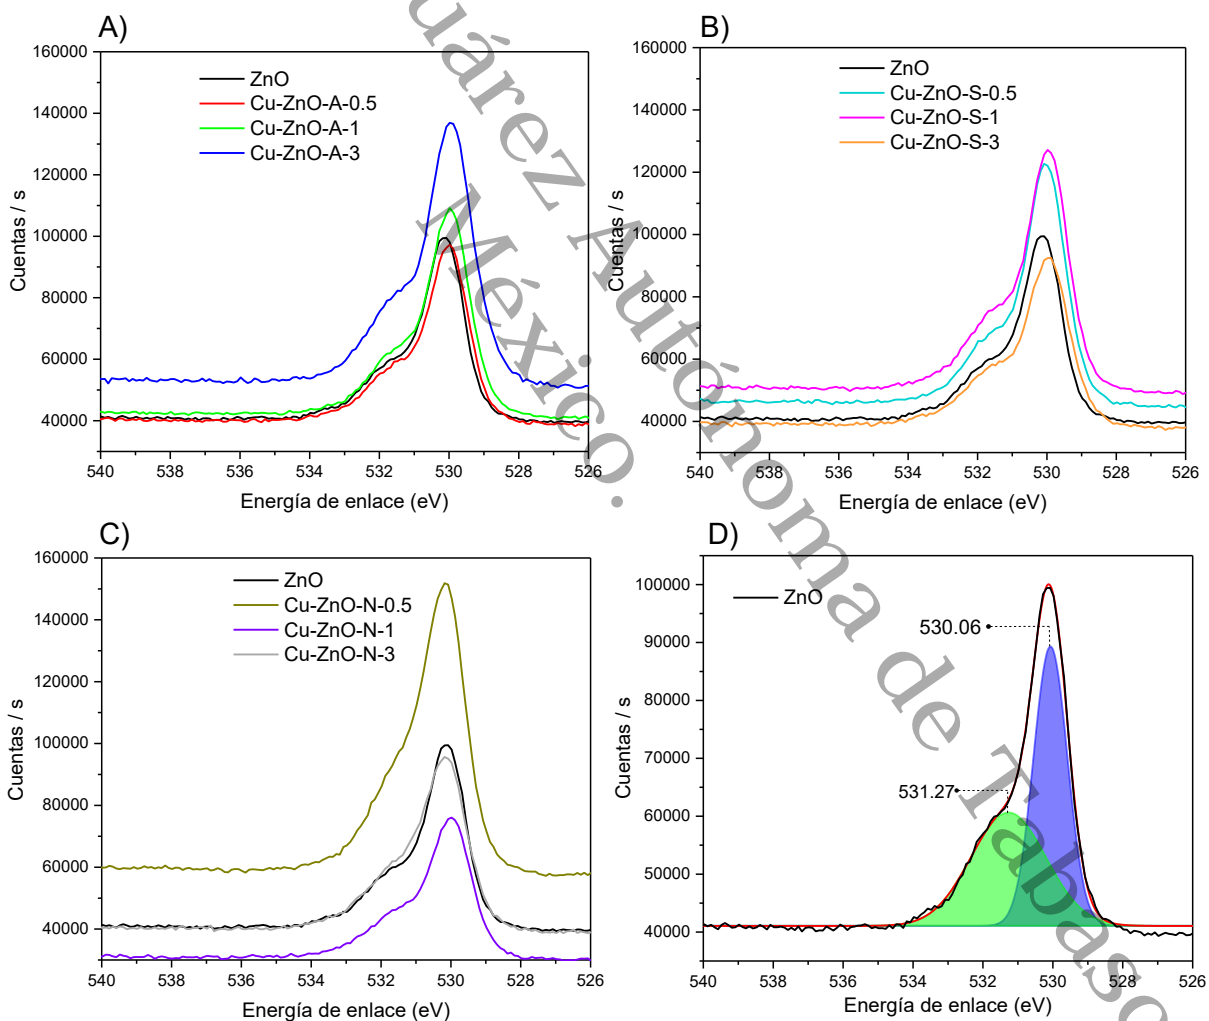 A)
160000
140000
120000
100000
80000
60000
40000
ZnO
Cu-ZnO-A-0.5
Cu-ZnO-A-1
Cu-ZnO-A-3
Cuentas / s
540 538 536 534 532 530 528 526
Energía de enlace (eV)
B)
160000
140000
120000
100000
80000
60000
40000
ZnO
Cu-ZnO-S-0.5
Cu-ZnO-S-1
Cu-ZnO-S-3
Cuentas / s
540 538 536 534 532 530 528 526
Energía de enlace (eV)
C)
160000
140000
120000
100000
80000
60000
40000
ZnO
Cu-ZnO-N-0.5
Cu-ZnO-N-1
Cu-ZnO-N-3
Cuentas / s
540 538 536 534 532 530 528 526
Energía de enlace (eV)
D)
100000
90000
80000
70000
60000
50000
40000
ZnO
530.06
531.27
Cuentas / s
540 538 536 534 532 530 528 526
Energía de enlace (eV)
uárez Autónoma de Tabasco
México.